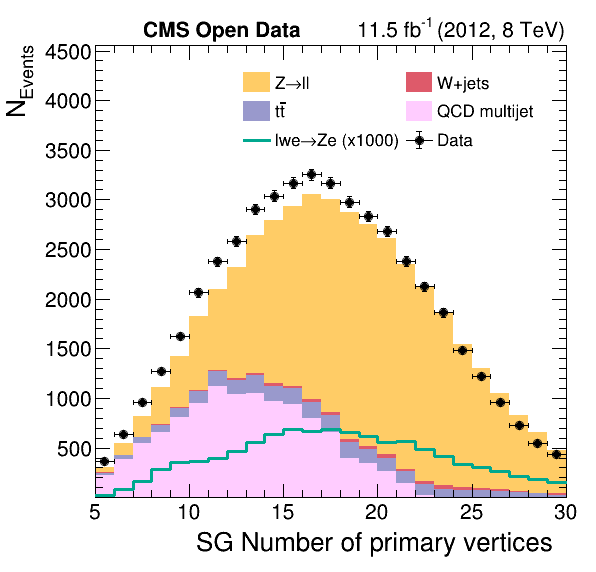 CMS Open Data 11.5 fb⁻¹ (2012, 8 TeV)
N_Events
4500
4000
3500
3000
2500
2000
1500
1000
500
Z→ll W+jets
tt̄ QCD multijet
lwe→Ze (x1000) Data
5 10 15 20 25 30
SG Number of primary vertices